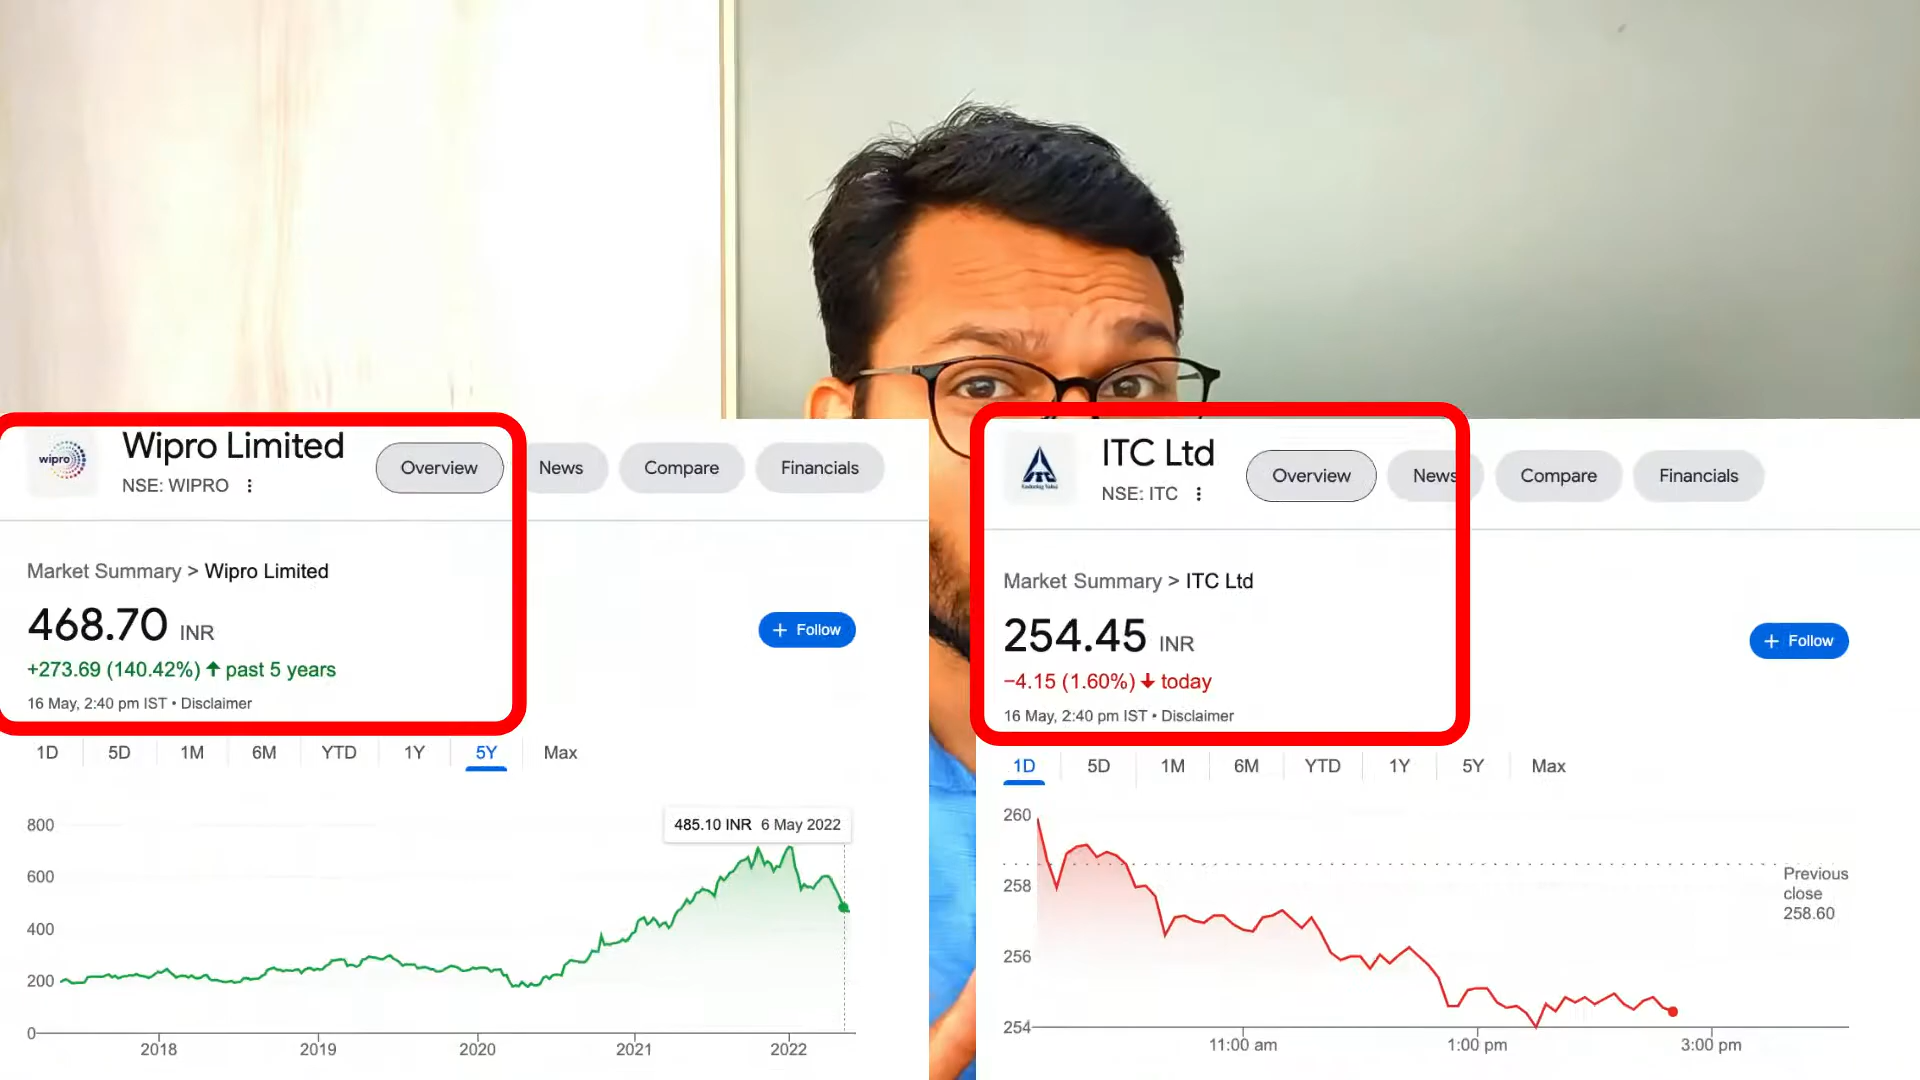 wipro
Wipro Limited
NSE: WIPRO
Overview
News
Compare
Financials
Market Summary > Wipro Limited
468.70 INR
+ Follow
+273.69 (140.42%) ↑ past 5 years
16 May, 2:40 pm IST • Disclaimer
1D 5D 1M 6M YTD 1Y 5Y Max
485.10 INR 6 May 2022
800
600
400
200
0
2018 2019 2020 2021 2022
ITC
ITC Ltd
NSE: ITC
Overview
News
Compare
Financials
Market Summary > ITC Ltd
254.45 INR
+ Follow
−4.15 (1.60%) ↓ today
16 May, 2:40 pm IST • Disclaimer
1D 5D 1M 6M YTD 1Y 5Y Max
260
258
256
254
Previous
close
258.60
11:00 am 1:00 pm 3:00 pm